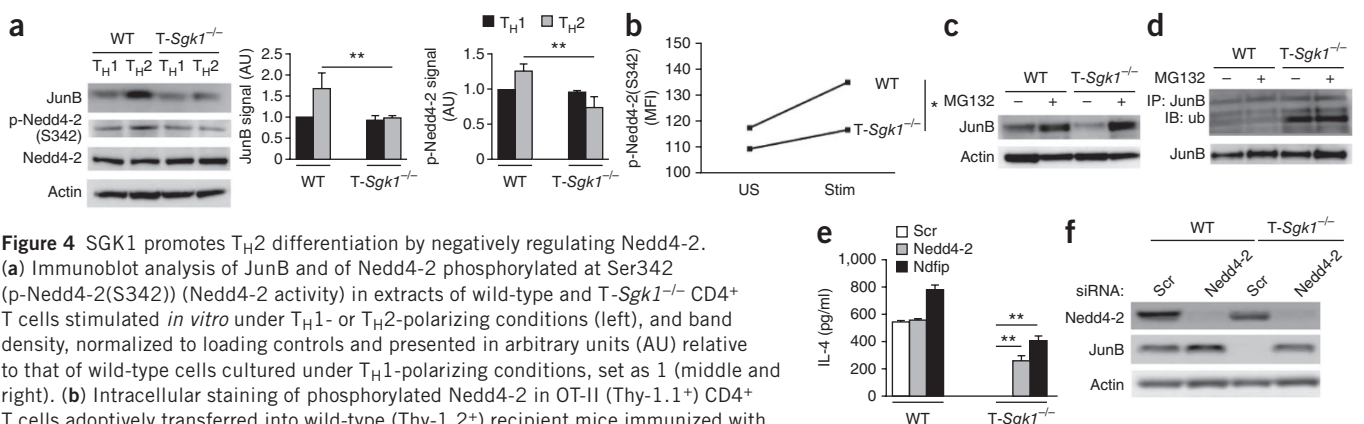 a
WT T-Sgk1–/–
TH1 TH2 TH1 TH2
JunB
p-Nedd4-2
(S342)
Nedd4-2
Actin
TH1 TH2
JunB signal (AU)
2.5
2.0
1.5
1.0
0.5
0
**
WT T-Sgk1–/–
p-Nedd4-2 signal
(AU)
1.5
1.0
0.5
0
**
WT T-Sgk1–/–
b
p-Nedd4-2(S342)
(MFI)
150
140
130
120
110
100
WT
T-Sgk1–/–
*
US Stim
c
WT T-Sgk1–/–
MG132 – + – +
JunB
Actin
d
WT T-Sgk1–/–
MG132 – + – +
IP: JunB
IB: ub
JunB
Figure 4 SGK1 promotes TH2 differentiation by negatively regulating Nedd4-2.
(a) Immunoblot analysis of JunB and of Nedd4-2 phosphorylated at Ser342
(p-Nedd4-2(S342)) (Nedd4-2 activity) in extracts of wild-type and T-Sgk1–/– CD4+
T cells stimulated in vitro under TH1- or TH2-polarizing conditions (left), and band
density, normalized to loading controls and presented in arbitrary units (AU) relative
to that of wild-type cells cultured under TH1-polarizing conditions, set as 1 (middle and
right). (b) Intracellular staining of phosphorylated Nedd4-2 in OT-II (Thy-1.1+) CD4+
T cells adoptively transferred into wild-type (Thy-1.2+) recipient mice immunized with
e
Scr
Nedd4-2
Ndfip
IL-4 (pg/ml)
1,000
800
600
400
200
0
**
**
WT T-Sgk1–/–
f
WT T-Sgk1–/–
siRNA: Scr Nedd4-2 Scr Nedd4-2
Nedd4-2
JunB
Actin